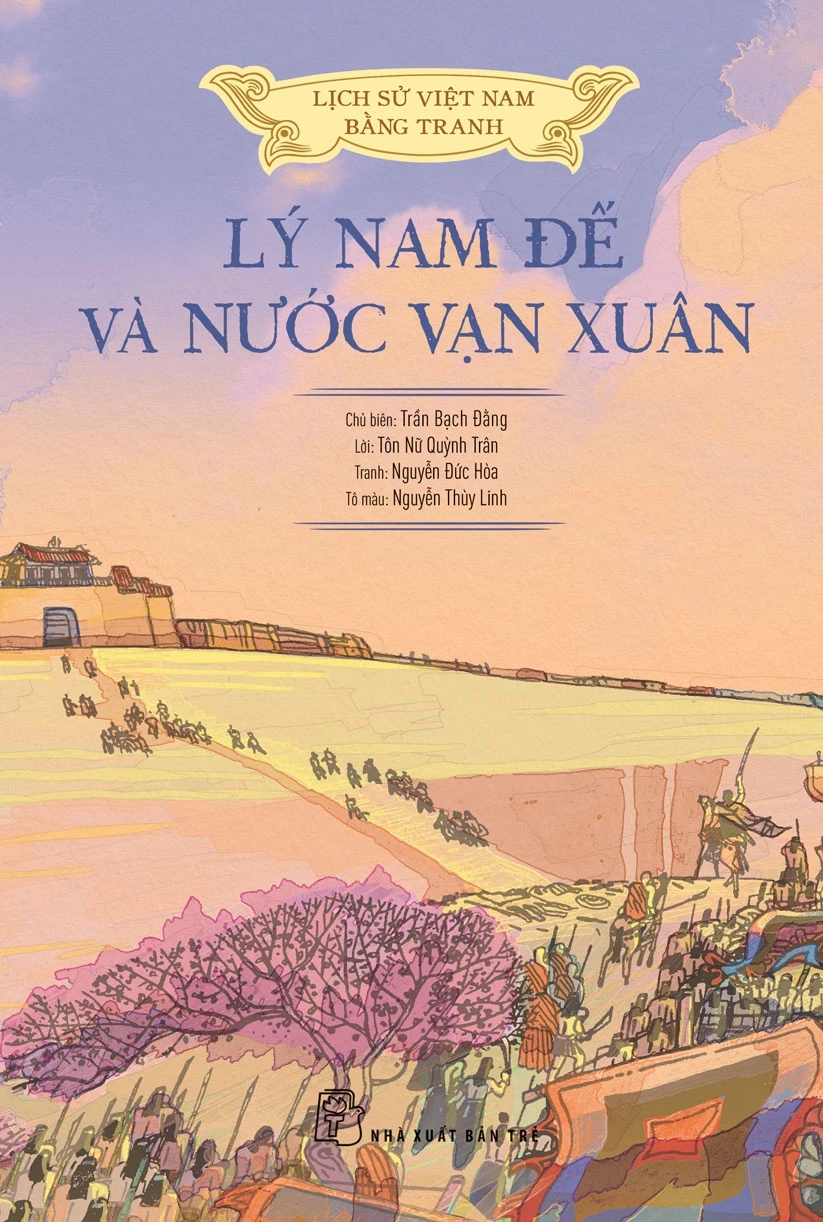 LỊCH SỬ VIỆT NAM
BẰNG TRANH
LÝ NAM ĐẾ
VÀ NƯỚC VẠN XUÂN
Chủ biên: Trần Bạch Đằng
Lời: Tôn Nữ Quỳnh Trân
Tranh: Nguyễn Đức Hòa
Tô màu: Nguyễn Thùy Linh
NHÀ XUẤT BẢN TRẺ